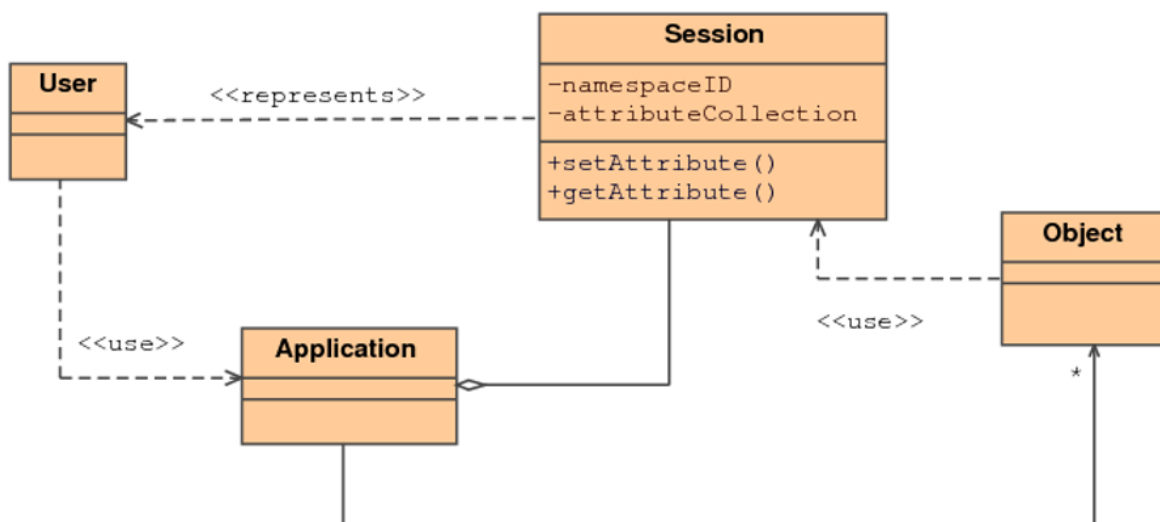 Session
User
-namespaceID
<<represents>>
-attributeCollection
+setAttribute()
+getAttribute()
Object
<<use>>
<<use>>
Application
*